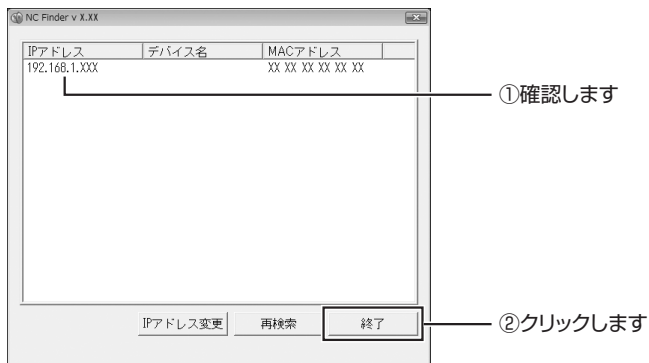 NC Finder v X.XX
IPアドレス デバイス名 MACアドレス
192.168.1.XXX XX XX XX XX XX XX
①確認します
IPアドレス変更 再検索 終了
②クリックします